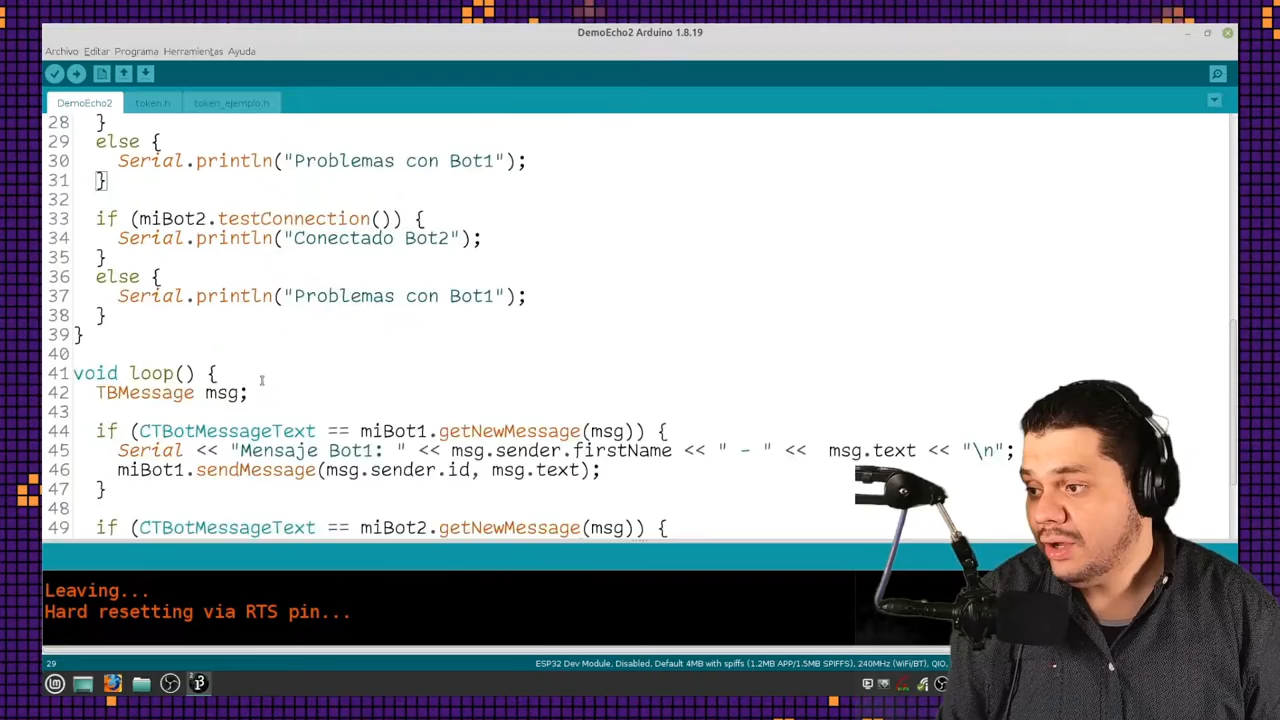 DemoEcho2 Arduino 1.8.19
Archivo Editar Programa Herramientas Ayuda
DemoEcho2 token.h token_ejemplo.h
28 }
29 else {
30 Serial.println("Problemas con Bot1");
31 }
32
33 if (miBot2.testConnection()) {
34 Serial.println("Conectado Bot2");
35 }
36 else {
37 Serial.println("Problemas con Bot1");
38 }
39 }
40
41 void loop() {
42 TBMessage msg;
43
44 if (CTBotMessageText == miBot1.getNewMessage(msg)) {
45 Serial << "Mensaje Bot1: " << msg.sender.firstName << " - " << msg.text << "\n";
46 miBot1.sendMessage(msg.sender.id, msg.text);
47 }
48
49 if (CTBotMessageText == miBot2.getNewMessage(msg)) {
Leaving...
Hard resetting via RTS pin...
29 ESP32 Dev Module, Disabled, Default 4MB with spiffs (1.2MB APP/1.5MB SPIFFS), 240MHz (WiFi/BT), QIO,